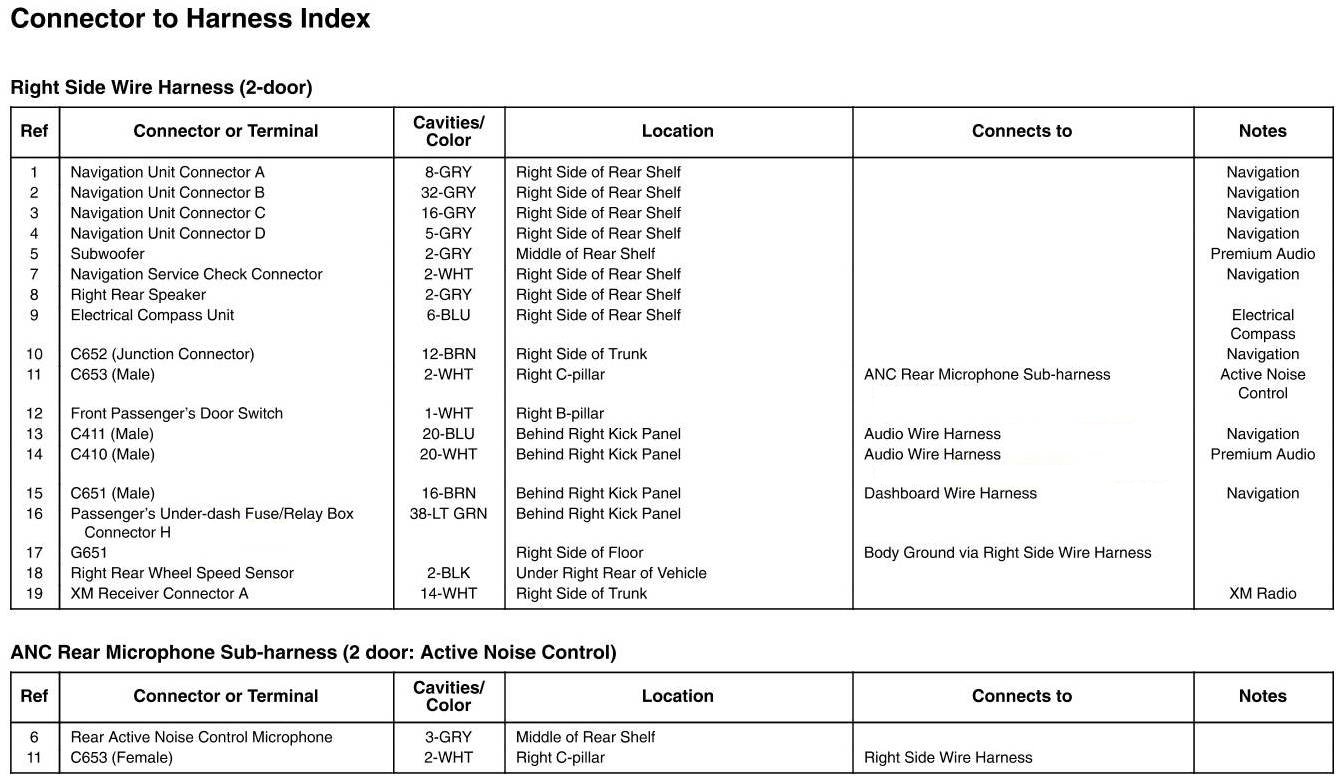 Connector to Harness Index
Right Side Wire Harness (2-door)
Ref Connector or Terminal Cavities/ Color Location Connects to Notes
1 Navigation Unit Connector A 8-GRY Right Side of Rear Shelf Navigation
2 Navigation Unit Connector B 32-GRY Right Side of Rear Shelf Navigation
3 Navigation Unit Connector C 16-GRY Right Side of Rear Shelf Navigation
4 Navigation Unit Connector D 5-GRY Right Side of Rear Shelf Navigation
5 Subwoofer 2-GRY Middle of Rear Shelf Premium Audio
7 Navigation Service Check Connector 2-WHT Right Side of Rear Shelf Navigation
8 Right Rear Speaker 2-GRY Right Side of Rear Shelf
9 Electrical Compass Unit 6-BLU Right Side of Rear Shelf Electrical
Compass
10 C652 (Junction Connector) 12-BRN Right Side of Trunk Navigation
11 C653 (Male) 2-WHT Right C-pillar ANC Rear Microphone Sub-harness Active Noise
Control
12 Front Passenger's Door Switch 1-WHT Right B-pillar
13 C411 (Male) 20-BLU Behind Right Kick Panel Audio Wire Harness Navigation
14 C410 (Male) 20-WHT Behind Right Kick Panel Audio Wire Harness Premium Audio
15 C651 (Male) 16-BRN Behind Right Kick Panel Dashboard Wire Harness Navigation
16 Passenger's Under-dash Fuse/Relay Box 38-LT GRN Behind Right Kick Panel
Connector H
17 G651 Right Side of Floor Body Ground via Right Side Wire Harness
18 Right Rear Wheel Speed Sensor 2-BLK Under Right Rear of Vehicle
19 XM Receiver Connector A 14-WHT Right Side of Trunk XM Radio
ANC Rear Microphone Sub-harness (2 door: Active Noise Control)
Ref Connector or Terminal Cavities/ Color Location Connects to Notes
6 Rear Active Noise Control Microphone 3-GRY Middle of Rear Shelf
11 C653 (Female) 2-WHT Right C-pillar Right Side Wire Harness